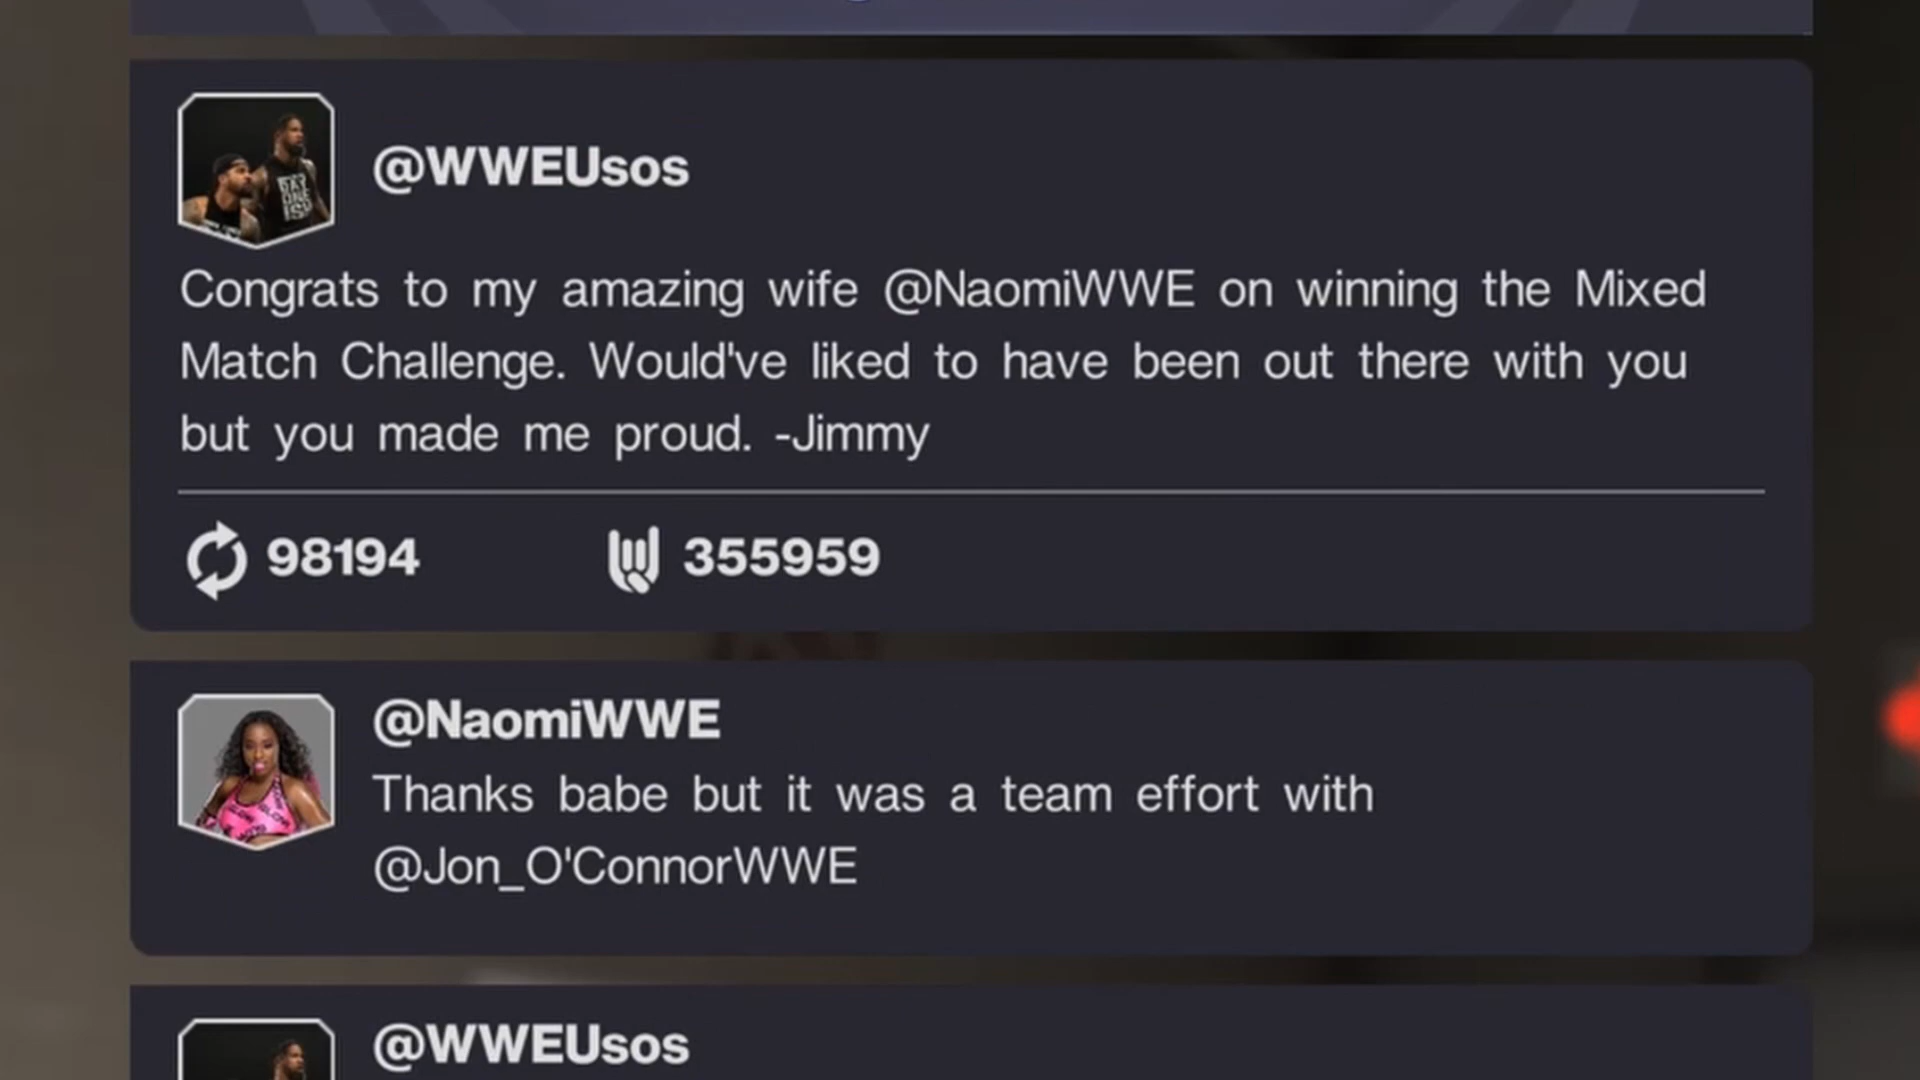 @WWEUsos
Congrats to my amazing wife @NaomiWWE on winning the Mixed
Match Challenge. Would've liked to have been out there with you
but you made me proud. -Jimmy
98194 355959
@NaomiWWE
Thanks babe but it was a team effort with
@Jon_O'ConnorWWE
@WWEUsos